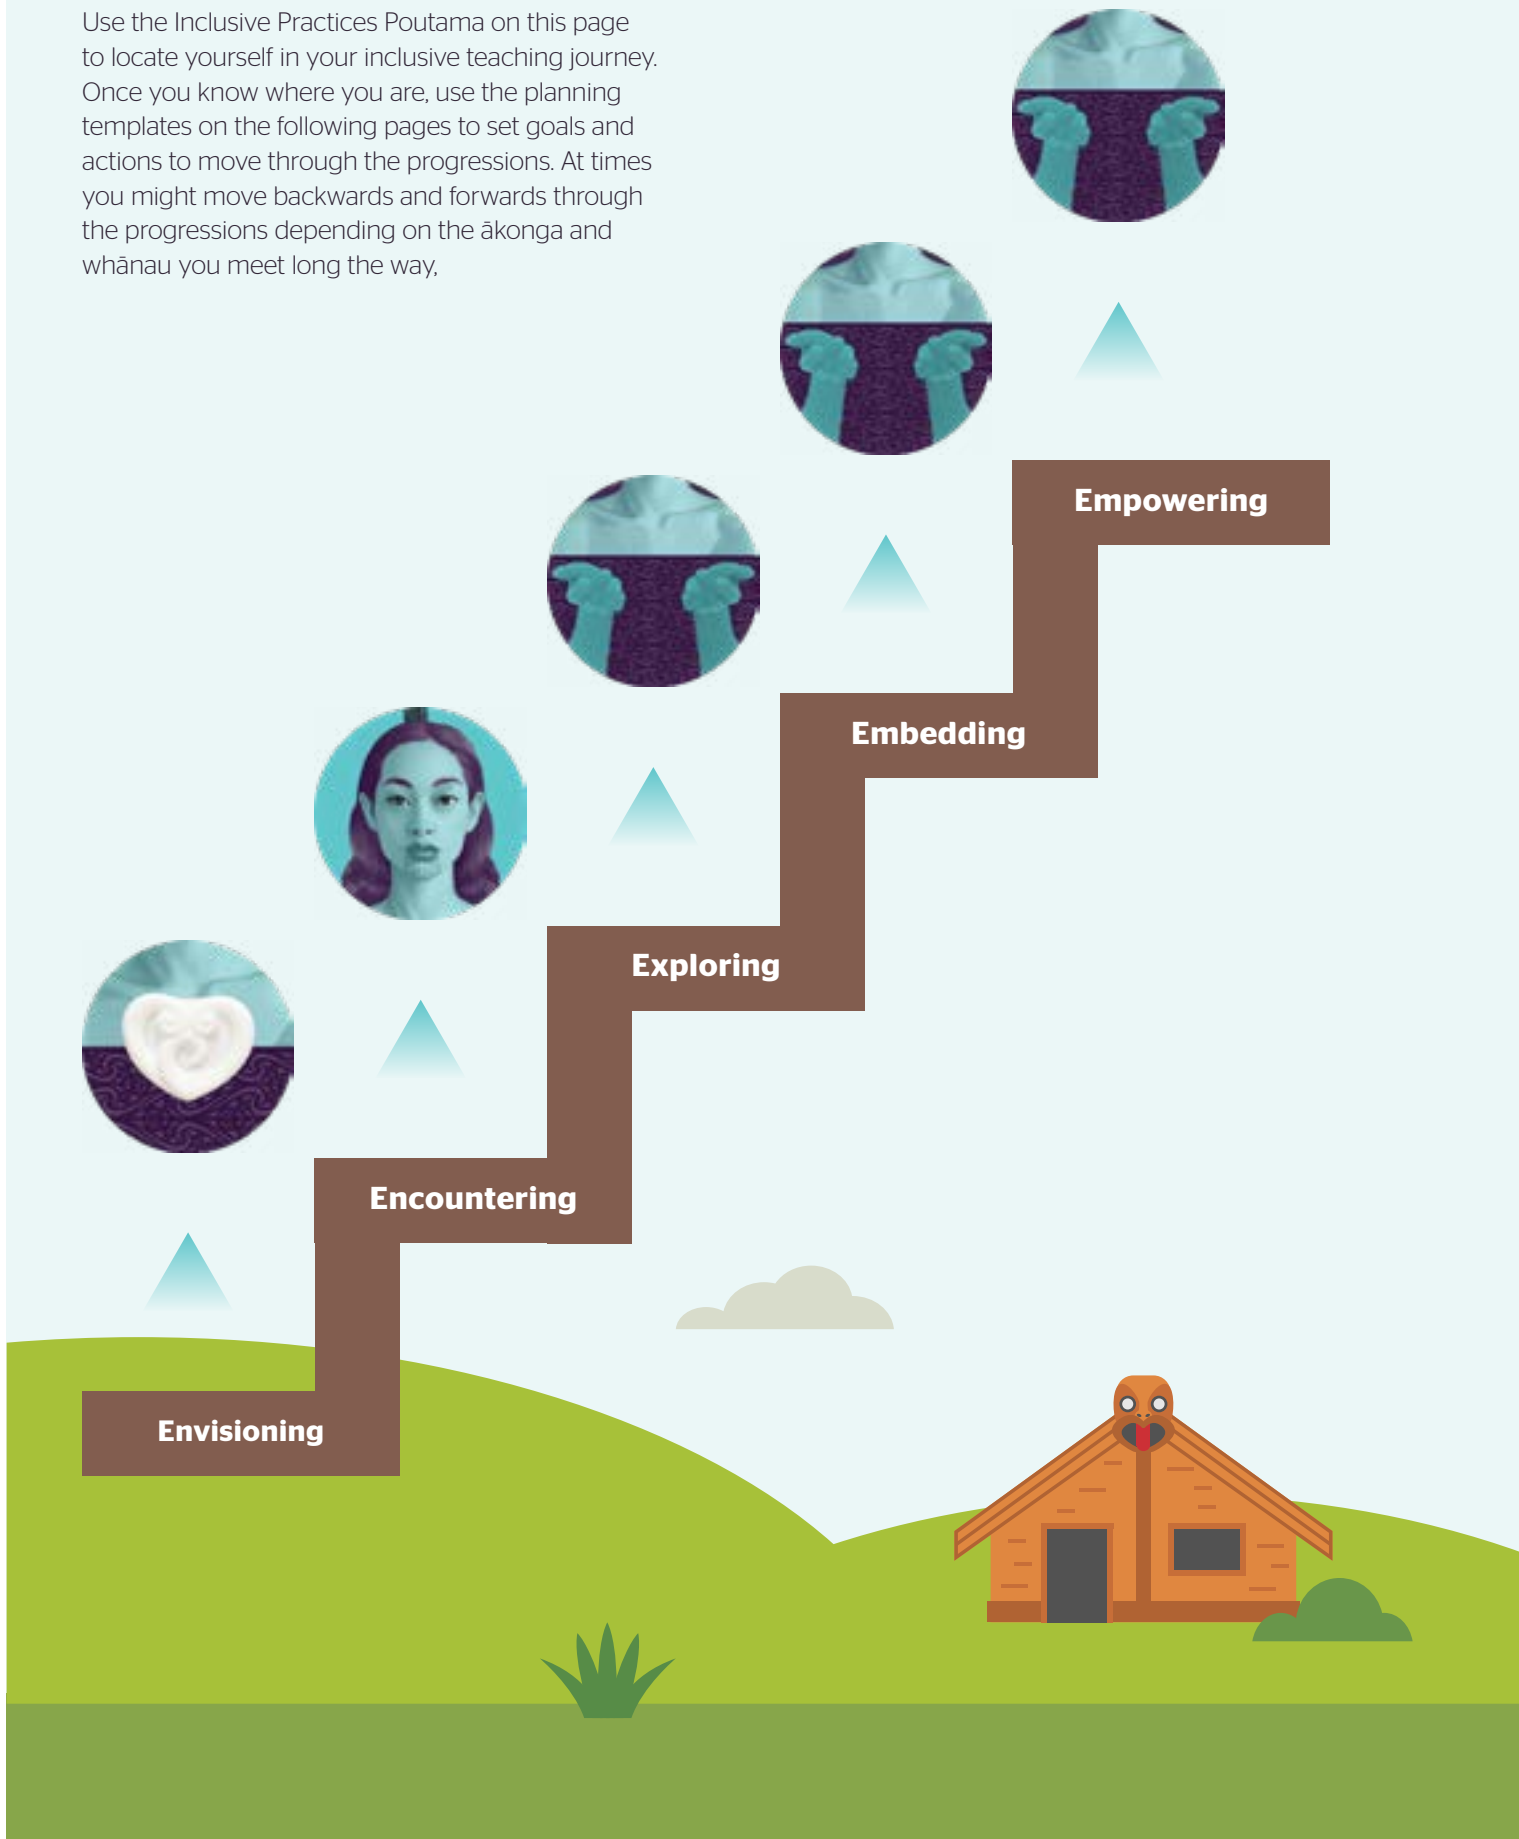 Use the Inclusive Practices Poutama on this page
to locate yourself in your inclusive teaching journey.
Once you know where you are, use the planning
templates on the following pages to set goals and
actions to move through the progressions. At times
you might move backwards and forwards through
the progressions depending on the ākonga and
whānau you meet long the way,
Empowering
Embedding
Exploring
Encountering
Envisioning